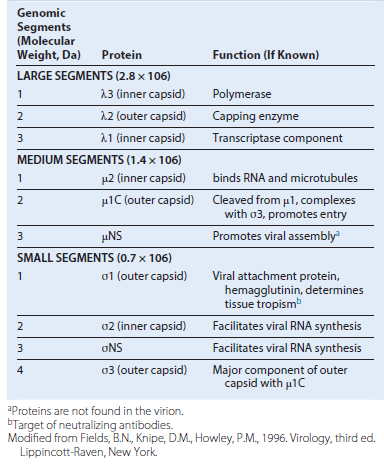 Genomic
Segments
(Molecular
Weight, Da) Protein Function (If Known)
LARGE SEGMENTS (2.8 × 106)
1 λ3 (inner capsid) Polymerase
2 λ2 (outer capsid) Capping enzyme
3 λ1 (inner capsid) Transcriptase component
MEDIUM SEGMENTS (1.4 × 106)
1 μ2 (inner capsid) binds RNA and microtubules
2 μ1C (outer capsid) Cleaved from μ1, complexes
with σ3, promotes entry
3 μNS Promotes viral assemblyᵃ
SMALL SEGMENTS (0.7 × 106)
1 σ1 (outer capsid) Viral attachment protein,
hemagglutinin, determines
tissue tropismᵇ
2 σ2 (inner capsid) Facilitates viral RNA synthesis
3 σNS Facilitates viral RNA synthesis
4 σ3 (outer capsid) Major component of outer
capsid with μ1C
ᵃProteins are not found in the virion.
ᵇTarget of neutralizing antibodies.
Modified from Fields, B.N., Knipe, D.M., Howley, P.M., 1996. Virology, third ed.
Lippincott-Raven, New York.